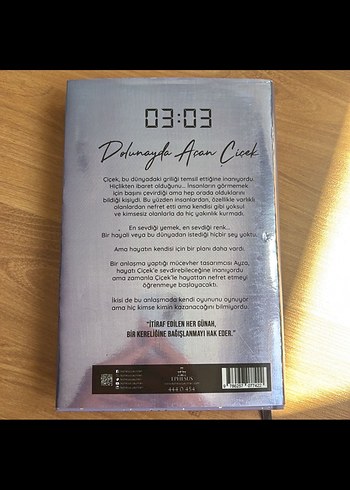 03:03
Dolunayda Açan Çiçek
Çiçek, bu dünyadaki griliği temsil ettiğine inanıyordu.
Hiçlikten ibaret olduğunu... İnsanların görmemek
için başını çevirdiği ama hep orada olduklarını
bildiği kişiydi. Bu yüzden insanlardan, özellikle varlıklı
olanlardan nefret etti ama kendisi gibi yoksul
ve kimsesiz olanlarla da hiç yakınlık kurmadı.
En sevdiği yemek, en sevdiği renk...
Bir hayali veya bu dünyadan istediği hiçbir şey yoktu.
Ama hayatın kendisi için bir planı daha vardı.
Bir anlaşma yaptığı mücevher tasarımcısı Ayza,
hayatı Çiçek'e sevdirebileceğine inanıyordu
ama zamanla Çiçek'le hayattan nefret etmeyi
öğrenmeye başlayacaktı.
İkisi de bu anlaşmada kendi oyununu oynuyor
ama hiç kimse kimin kazanacağını bilmiyordu.
"İTİRAF EDİLEN HER GÜNAH,
BİR KERELİĞİNE BAĞIŞLANMAYI HAK EDER."
EPHESUS